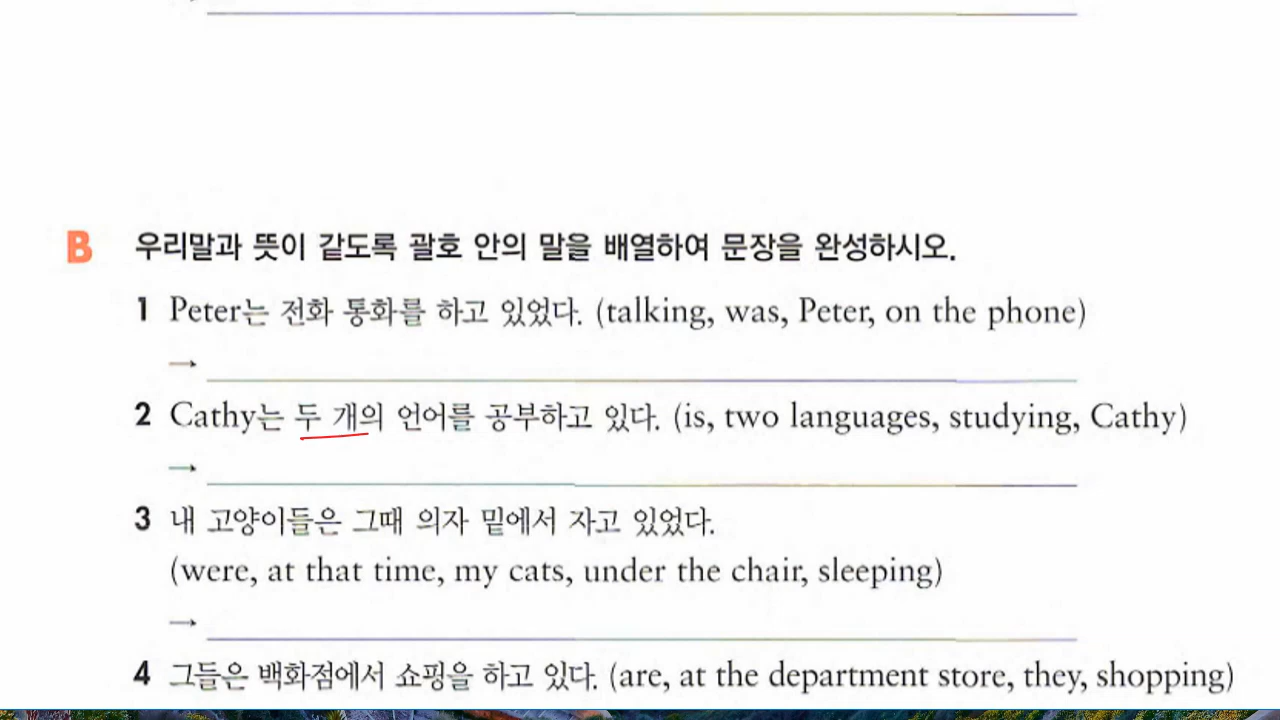 B 우리말과 뜻이 같도록 괄호 안의 말을 배열하여 문장을 완성하시오.
1 Peter는 전화 통화를 하고 있었다. (talking, was, Peter, on the phone)
→
2 Cathy는 두 개의 언어를 공부하고 있다. (is, two languages, studying, Cathy)
→
3 내 고양이들은 그때 의자 밑에서 자고 있었다.
(were, at that time, my cats, under the chair, sleeping)
→
4 그들은 백화점에서 쇼핑을 하고 있다. (are, at the department store, they, shopping)